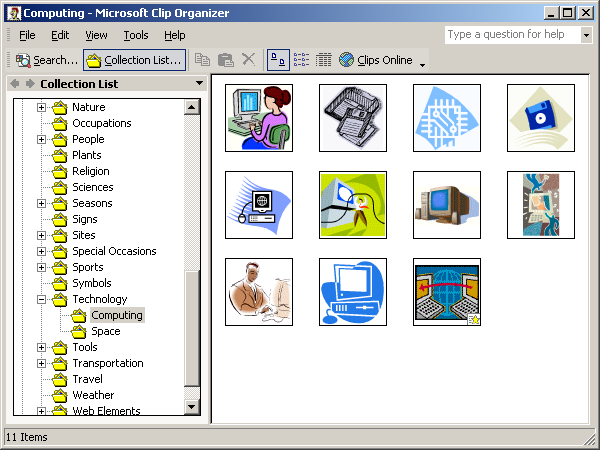 Computing - Microsoft Clip Organizer
File Edit View Tools Help Type a question for help
Search... Collection List... Clips Online
Collection List
Nature
Occupations
People
Plants
Religion
Sciences
Seasons
Signs
Sites
Special Occasions
Sports
Symbols
Technology
Computing
Space
Tools
Transportation
Travel
Weather
Web Elements
11 Items